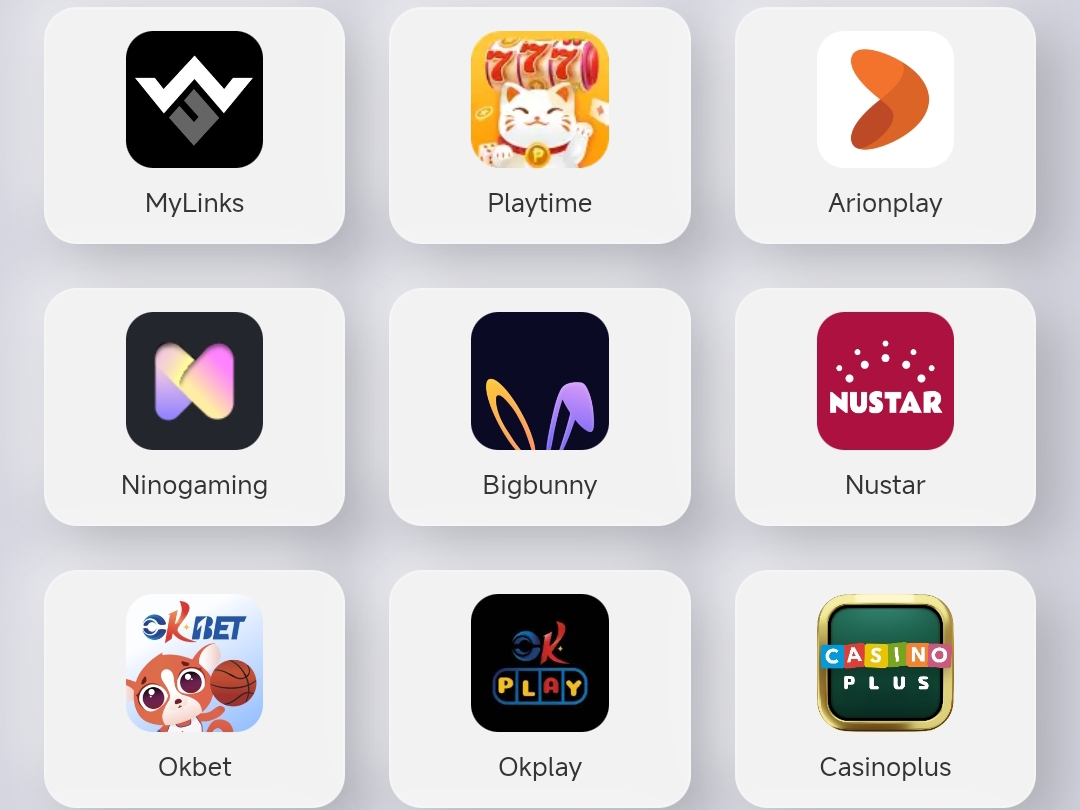 777
P
MyLinks
Playtime
Arionplay
NUSTAR
Ninogaming
Bigbunny
Nustar
OKBET
OK
PLAY
CASINO
PLUS
Okbet
Okplay
Casinoplus